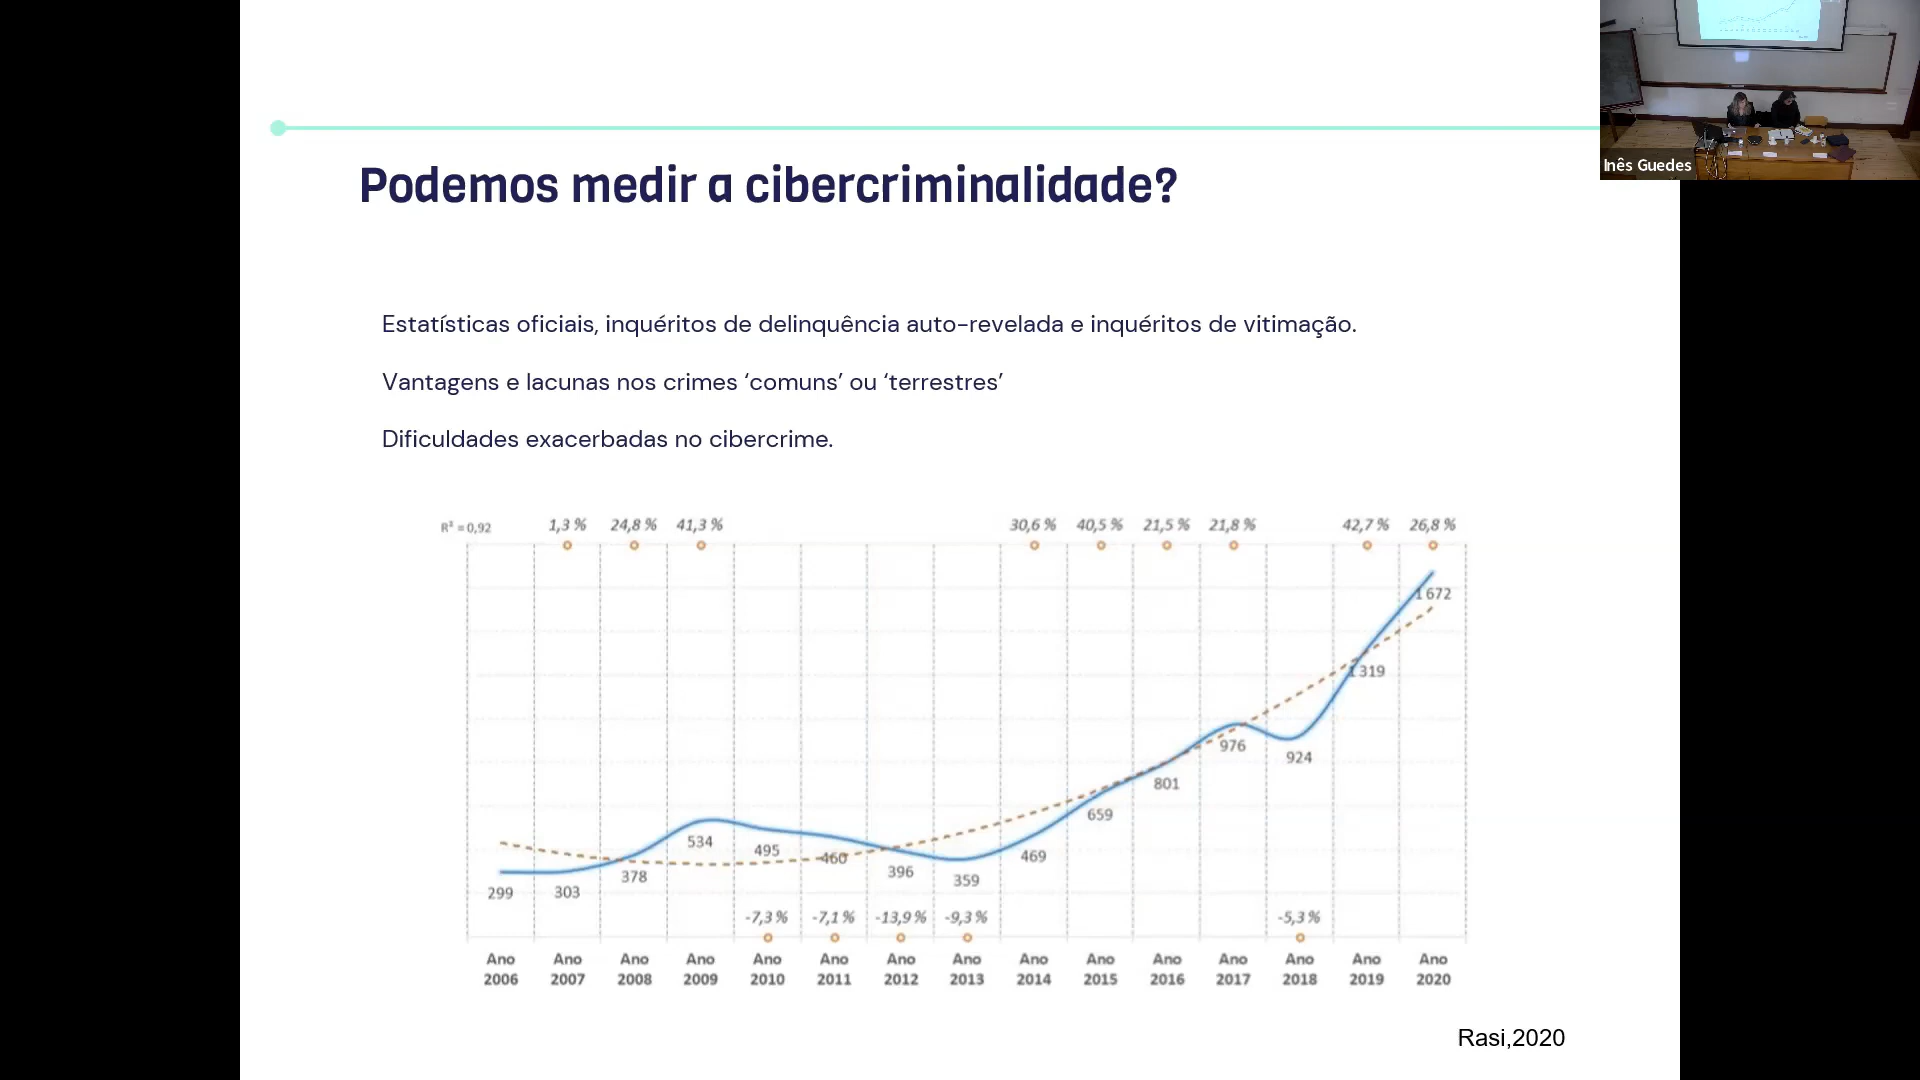 Inês Guedes
Podemos medir a cibercriminalidade?
Estatísticas oficiais, inquéritos de delinquência auto-revelada e inquéritos de vitimação.
Vantagens e lacunas nos crimes ‘comuns’ ou ‘terrestres’
Dificuldades exacerbadas no cibercrime.
R² = 0,92 1,3 % 24,8 % 41,3 % 30,6 % 40,5 % 21,5 % 21,8 % 42,7 % 26,8 %
1 672
1 319
976
924
801
659
534
495
460
469
396
378
359
299
303
-7,3 % -7,1 % -13,9 % -9,3 % -5,3 %
Ano Ano Ano Ano Ano Ano Ano Ano Ano Ano Ano Ano Ano Ano Ano
2006 2007 2008 2009 2010 2011 2012 2013 2014 2015 2016 2017 2018 2019 2020
Rasi,2020